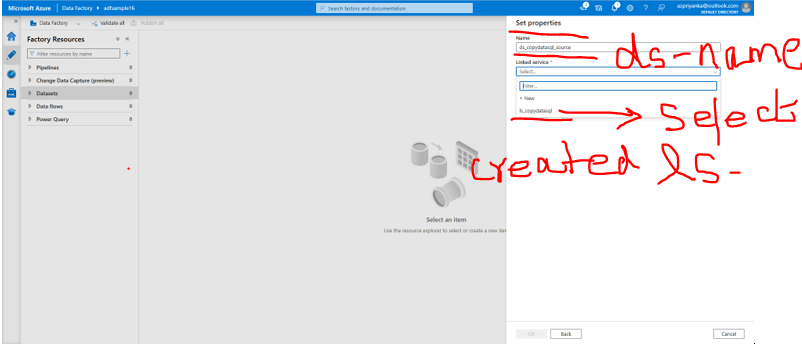 Microsoft Azure | Data Factory ▸ adfsample16
Search factory and documentation
azpriyanka@outlook.com
DEFAULT DIRECTORY
Data Factory
Validate all
Publish all
Factory Resources
Filter resources by name
Pipelines 0
Change Data Capture (preview) 0
Datasets 0
Data flows 0
Power Query 0
Select an item
Use the resource explorer to select or create a new item
Set properties
Name
ds_copydatasql_source
ds-name
Linked service *
Select...
Filter...
+ New
ls_copydatasql
select
created ls-
OK
Back
Cancel